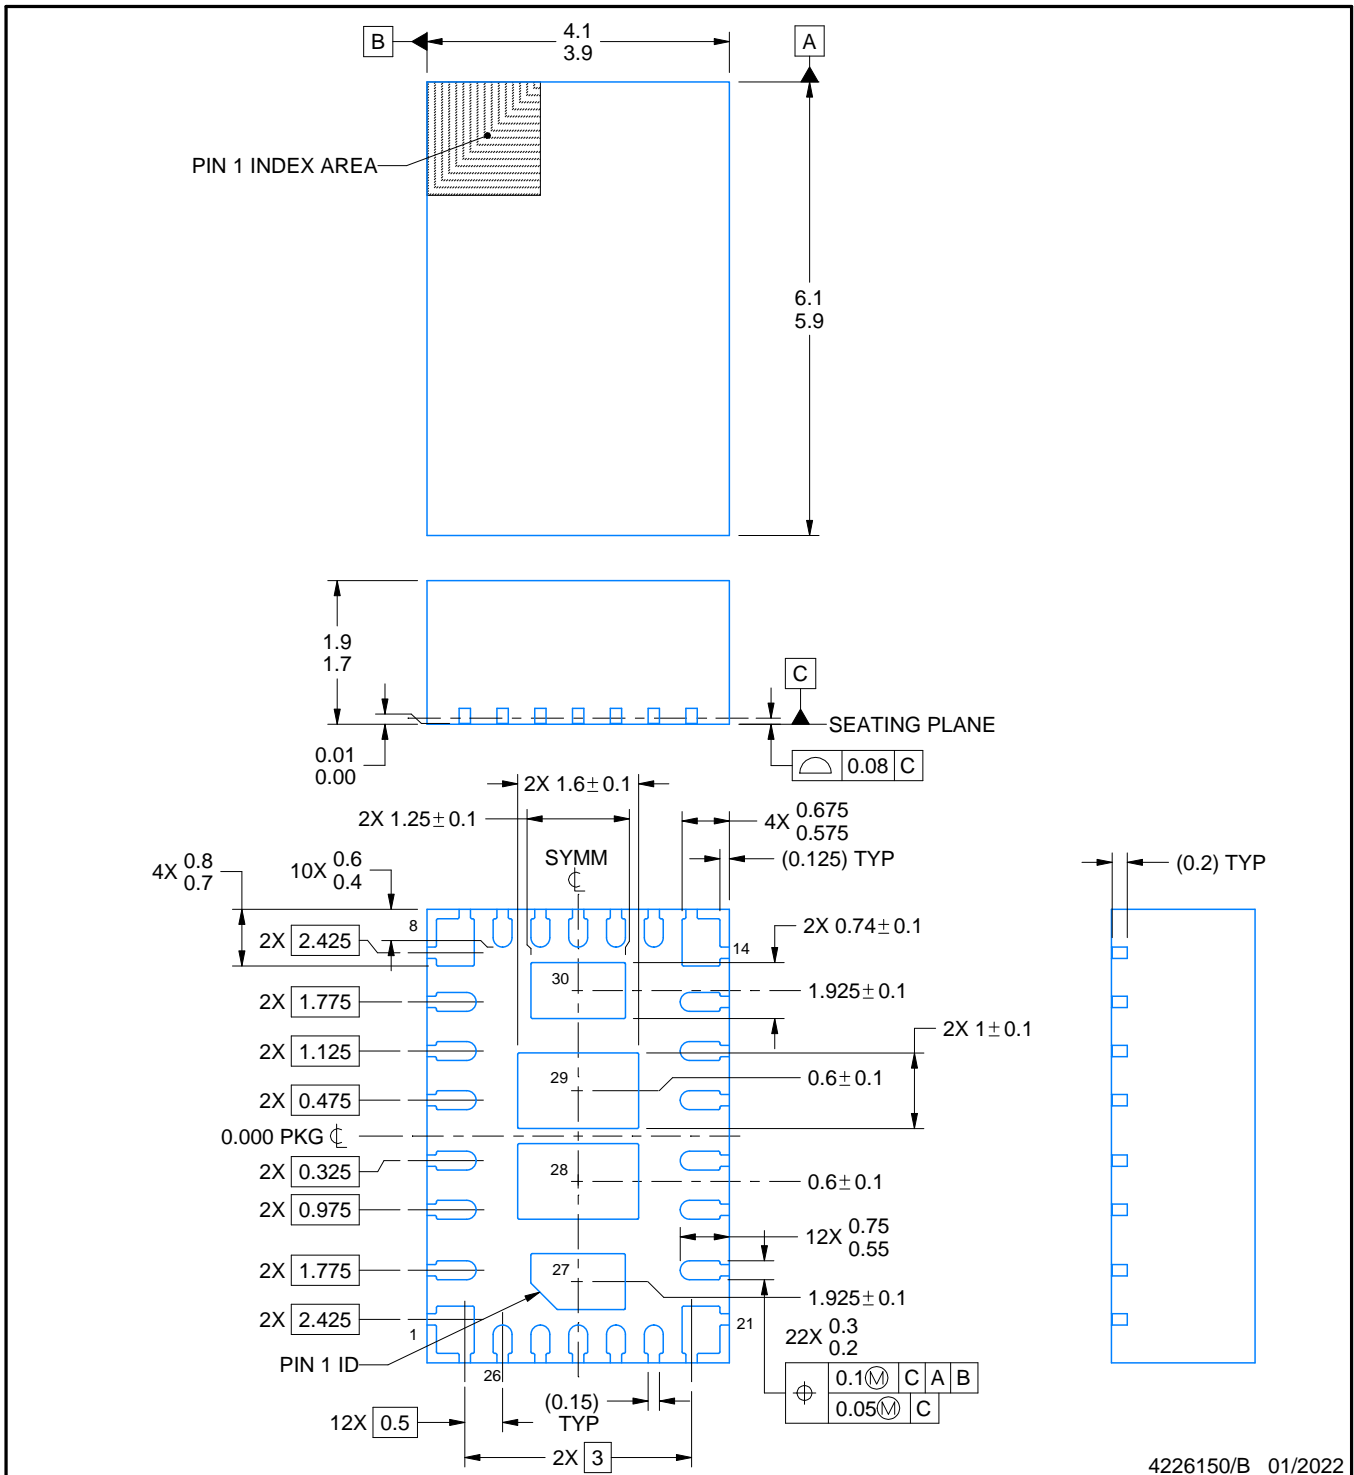 B
4.1
3.9
A
PIN 1 INDEX AREA
6.1
5.9
1.9
1.7
C
SEATING PLANE
0.01
0.00
0.08 C
2X 1.6±0.1
2X 1.25±0.1
4X 0.675
0.575
SYMM
(0.125) TYP
4X 0.8
0.7
10X 0.6
0.4
(0.2) TYP
8
2X 2.425
2X 0.74±0.1
14
30
2X 1.775
1.925±0.1
2X 1±0.1
2X 1.125
29
0.6±0.1
2X 0.475
0.000 PKG
2X 0.325
28
0.6±0.1
2X 0.975
12X 0.75
0.55
2X 1.775
27
1.925±0.1
2X 2.425
1
21
22X 0.3
0.2
PIN 1 ID
26
0.1Ⓜ C A B
0.05Ⓜ C
(0.15)
TYP
12X 0.5
2X 3
4226150/B 01/2022